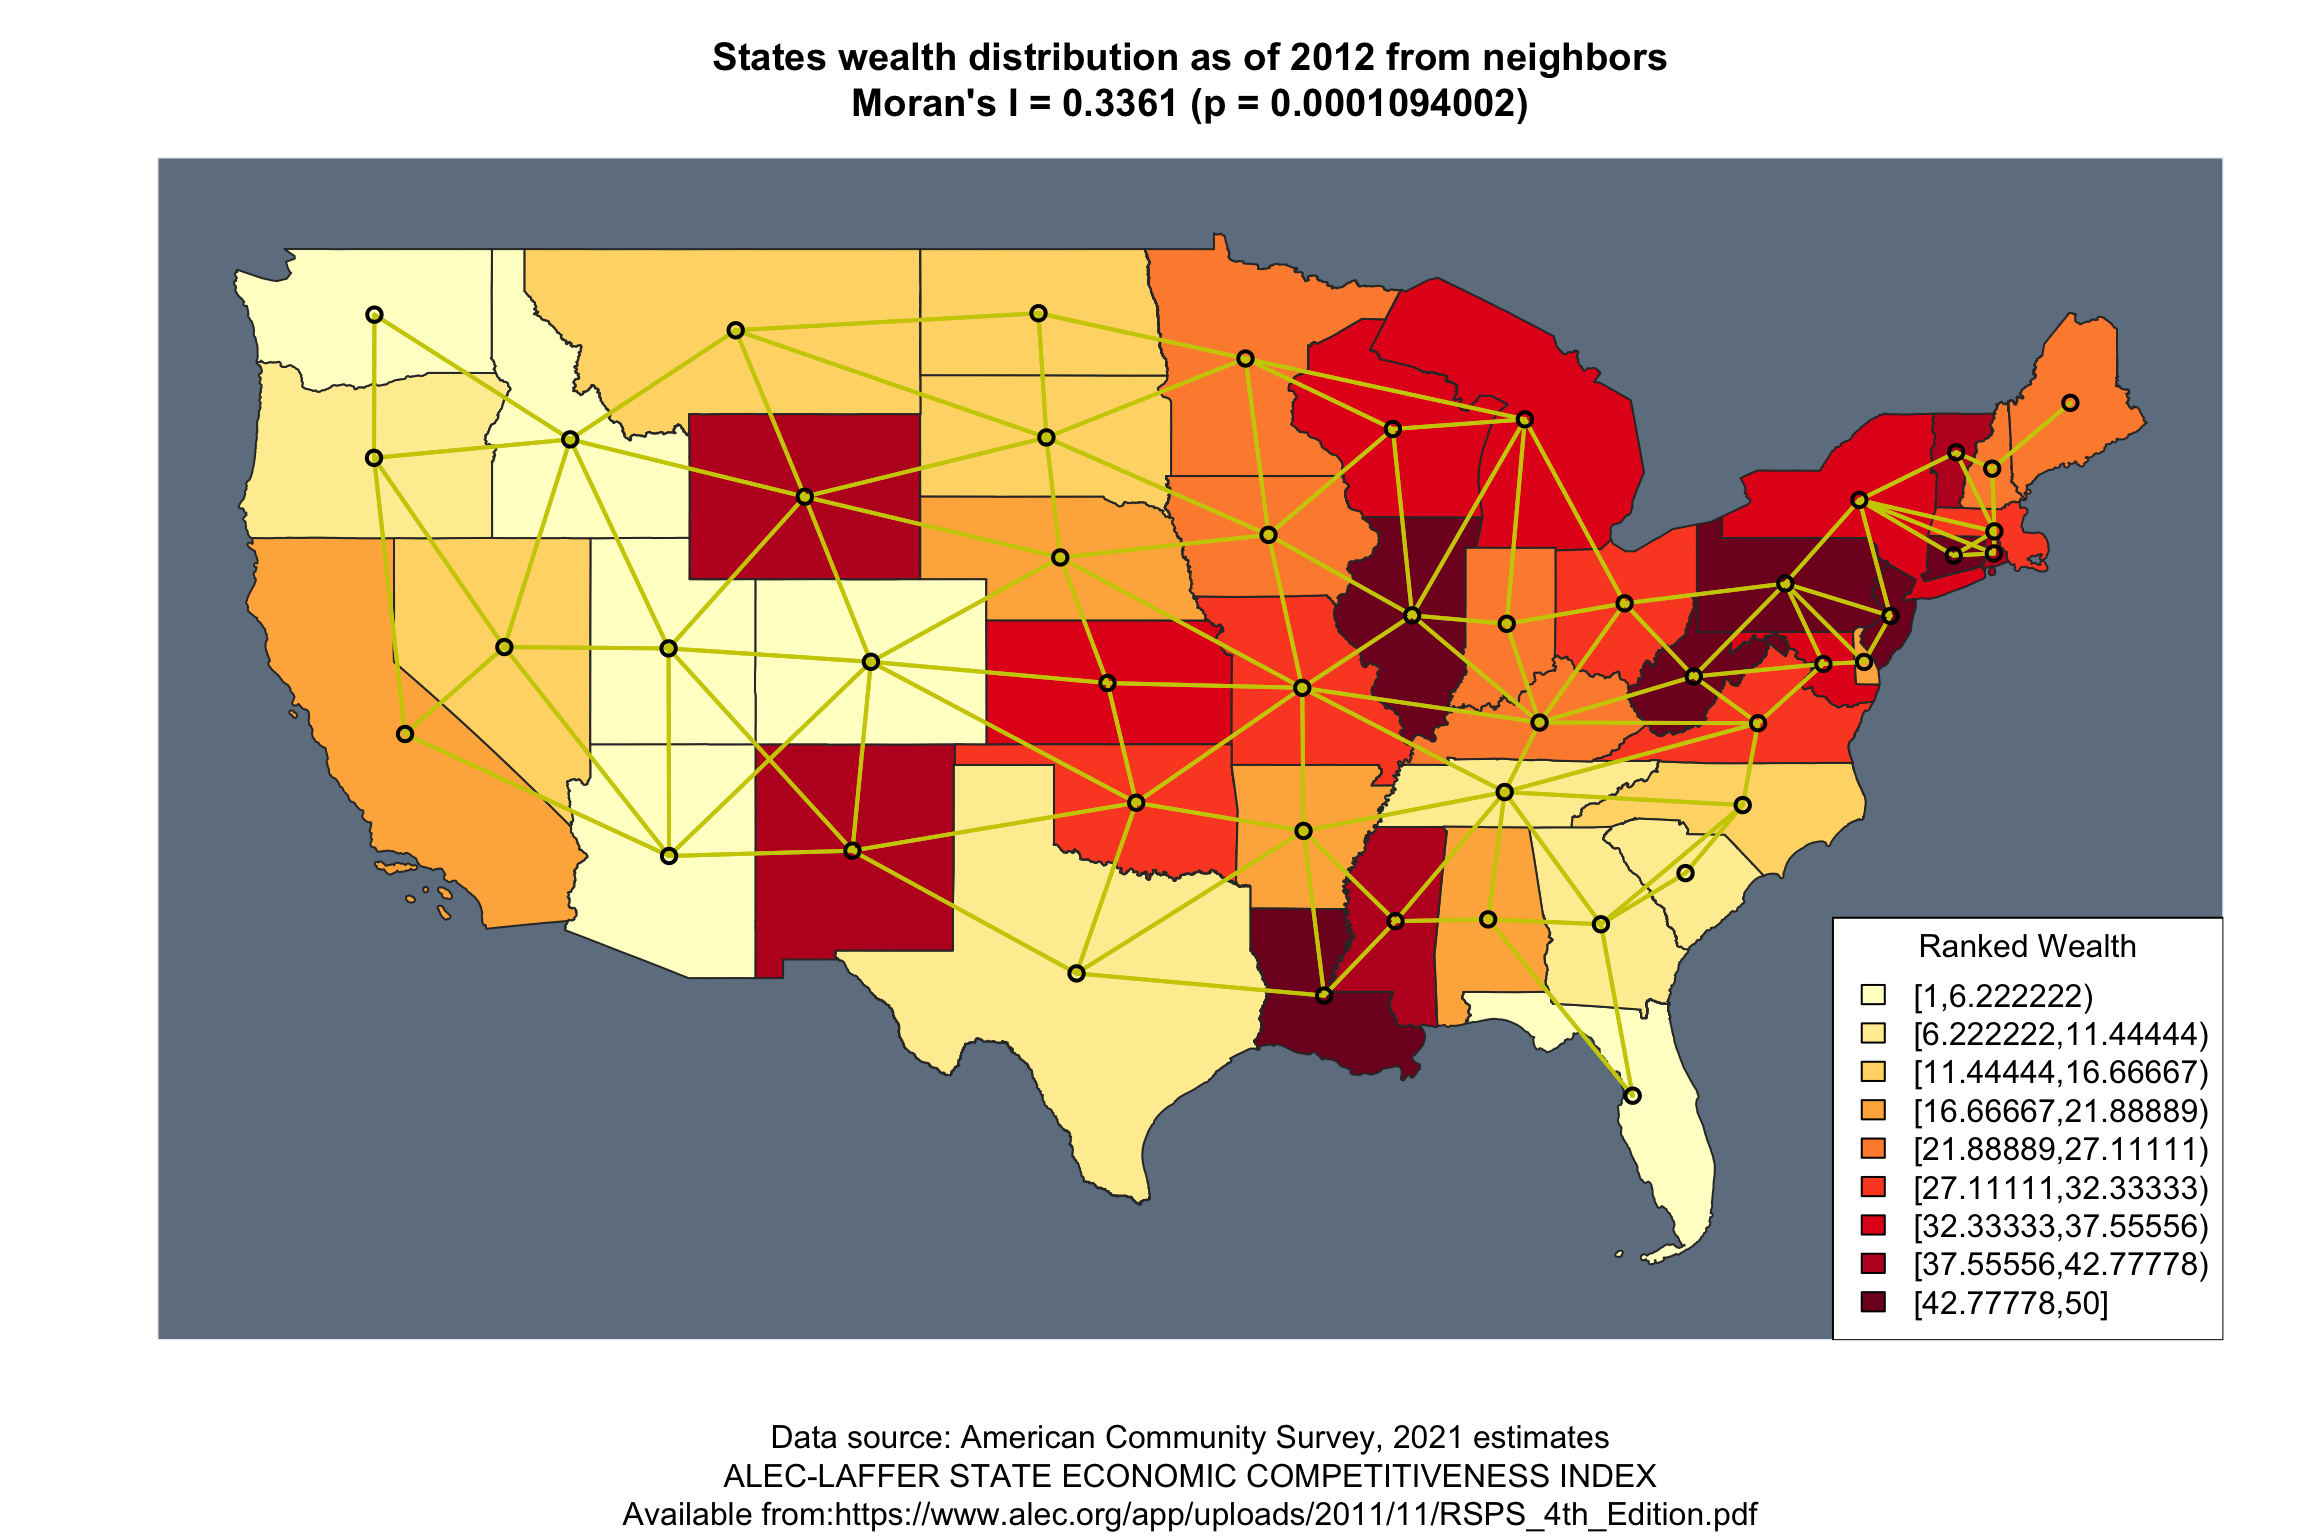 States wealth distribution as of 2012 from neighbors
Moran's I = 0.3361 (p = 0.0001094002)
Ranked Wealth
[1,6.222222)
[6.222222,11.44444)
[11.44444,16.66667)
[16.66667,21.88889)
[21.88889,27.11111)
[27.11111,32.33333)
[32.33333,37.55556)
[37.55556,42.77778)
[42.77778,50]
Data source: American Community Survey, 2021 estimates
ALEC-LAFFER STATE ECONOMIC COMPETITIVENESS INDEX
Available from:https://www.alec.org/app/uploads/2011/11/RSPS_4th_Edition.pdf